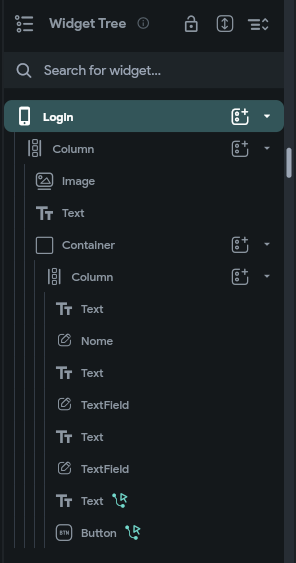 Widget Tree
Search for widget...
Login
Column
Image
Text
Container
Column
Text
Nome
Text
TextField
Text
TextField
Text
BTN Button